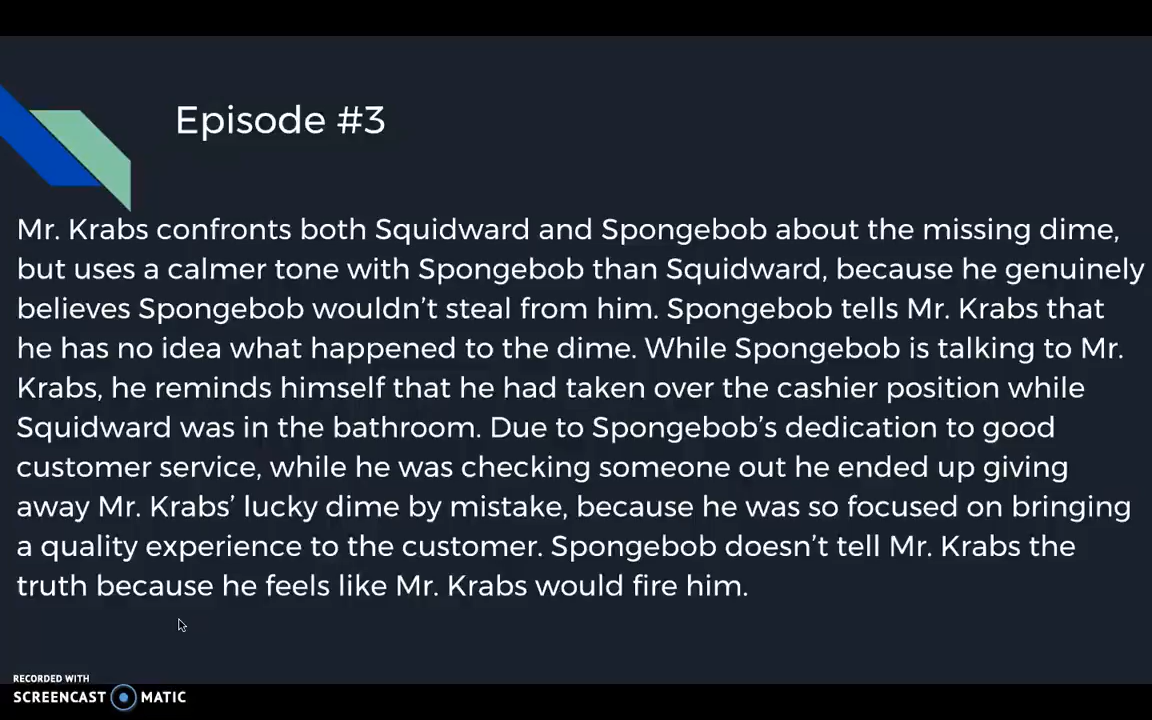 Episode #3
Mr. Krabs confronts both Squidward and Spongebob about the missing dime,
but uses a calmer tone with Spongebob than Squidward, because he genuinely
believes Spongebob wouldn't steal from him. Spongebob tells Mr. Krabs that
he has no idea what happened to the dime. While Spongebob is talking to Mr.
Krabs, he reminds himself that he had taken over the cashier position while
Squidward was in the bathroom. Due to Spongebob's dedication to good
customer service, while he was checking someone out he ended up giving
away Mr. Krabs' lucky dime by mistake, because he was so focused on bringing
a quality experience to the customer. Spongebob doesn't tell Mr. Krabs the
truth because he feels like Mr. Krabs would fire him.
RECORDED WITH
SCREENCAST MATIC